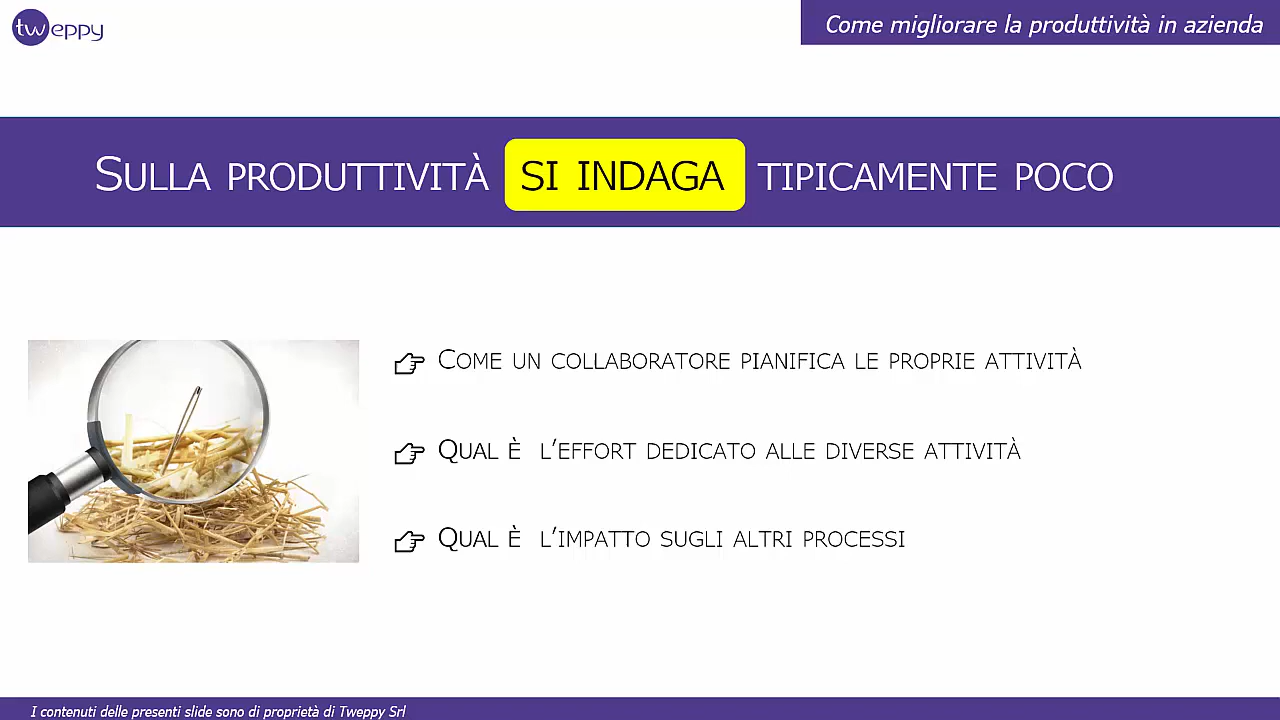 tweppy
Come migliorare la produttività in azienda
SULLA PRODUTTIVITÀ SI INDAGA TIPICAMENTE POCO
COME UN COLLABORATORE PIANIFICA LE PROPRIE ATTIVITÀ
QUAL È L'EFFORT DEDICATO ALLE DIVERSE ATTIVITÀ
QUAL È L'IMPATTO SUGLI ALTRI PROCESSI
I contenuti delle presenti slide sono di proprietà di Tweppy Srl